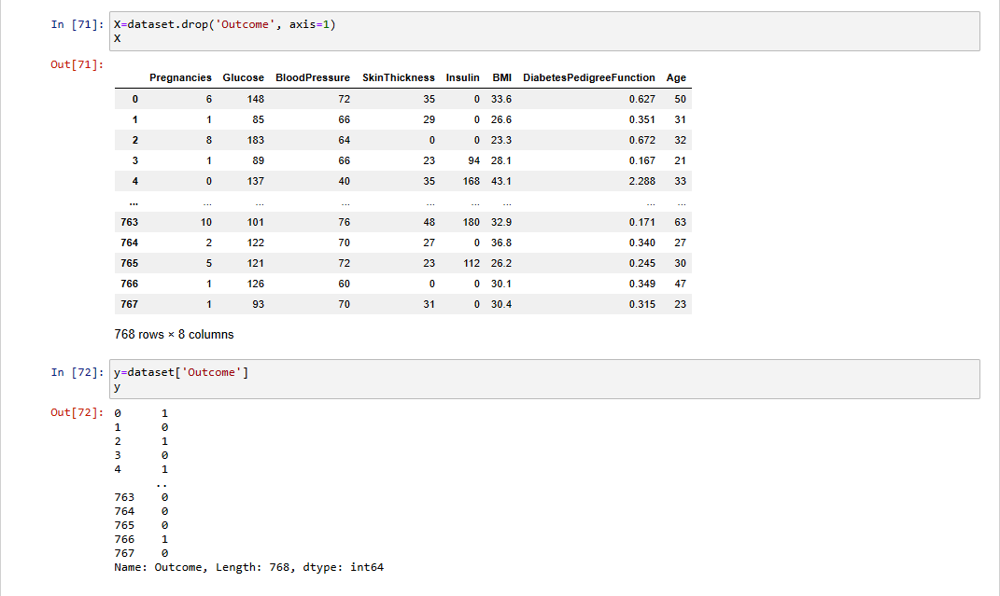 In [71]: X=dataset.drop('Outcome', axis=1)
X
Out[71]:
Pregnancies Glucose BloodPressure SkinThickness Insulin BMI DiabetesPedigreeFunction Age
0 6 148 72 35 0 33.6 0.627 50
1 1 85 66 29 0 26.6 0.351 31
2 8 183 64 0 0 23.3 0.672 32
3 1 89 66 23 94 28.1 0.167 21
4 0 137 40 35 168 43.1 2.288 33
... ... ... ... ... ... ... ... ...
763 10 101 76 48 180 32.9 0.171 63
764 2 122 70 27 0 36.8 0.340 27
765 5 121 72 23 112 26.2 0.245 30
766 1 126 60 0 0 30.1 0.349 47
767 1 93 70 31 0 30.4 0.315 23
768 rows × 8 columns
In [72]: y=dataset['Outcome']
y
Out[72]: 0 1
1 0
2 1
3 0
4 1
..
763 0
764 0
765 0
766 1
767 0
Name: Outcome, Length: 768, dtype: int64